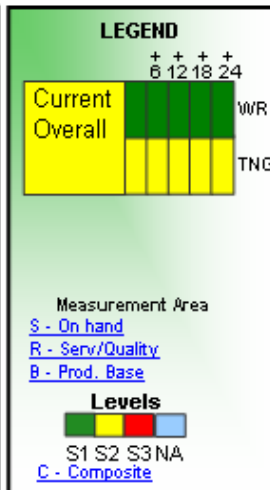 LEGEND
+ + + +
6 12 18 24
Current
Overall
WR
TNG
Measurement Area
S - On hand
R - Serv/Quality
B - Prod. Base
Levels
S1 S2 S3 NA
C - Composite